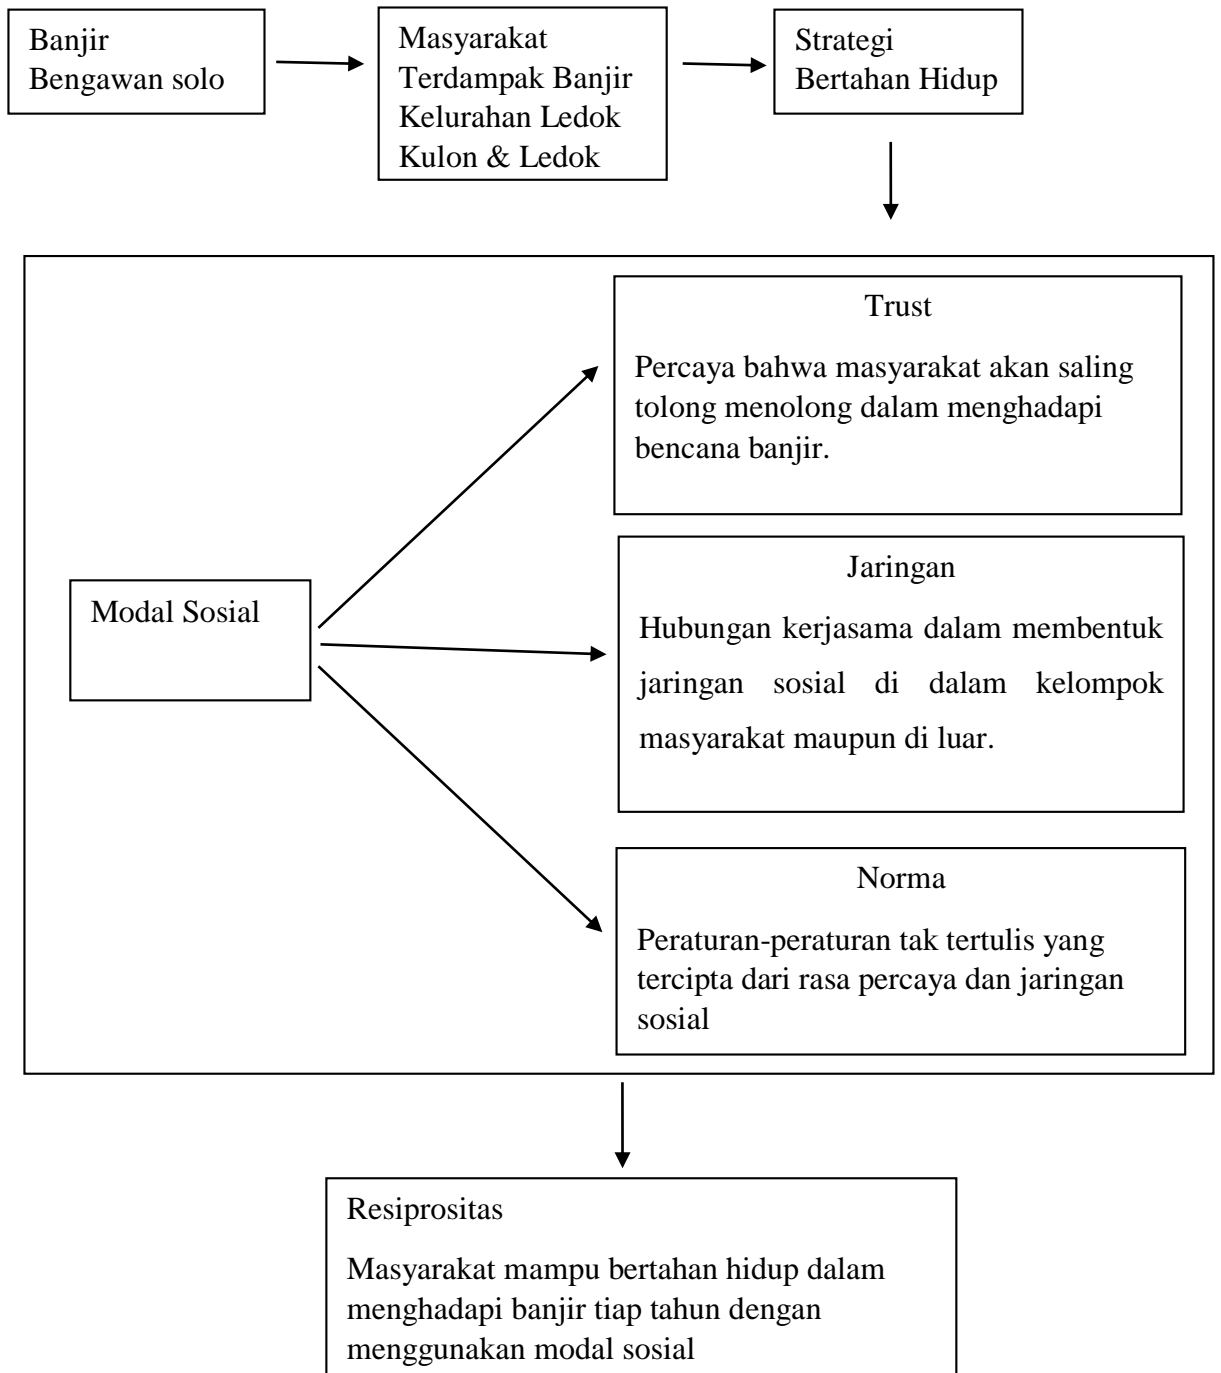 Banjir
Bengawan solo
Masyarakat
Terdampak Banjir
Kelurahan Ledok
Kulon & Ledok
Strategi
Bertahan Hidup
Trust
Percaya bahwa masyarakat akan saling
tolong menolong dalam menghadapi
bencana banjir.
Modal Sosial
Jaringan
Hubungan kerjasama dalam membentuk
jaringan sosial di dalam kelompok
masyarakat maupun di luar.
Norma
Peraturan-peraturan tak tertulis yang
tercipta dari rasa percaya dan jaringan
sosial
Resiprositas
Masyarakat mampu bertahan hidup dalam
menghadapi banjir tiap tahun dengan
menggunakan modal sosial